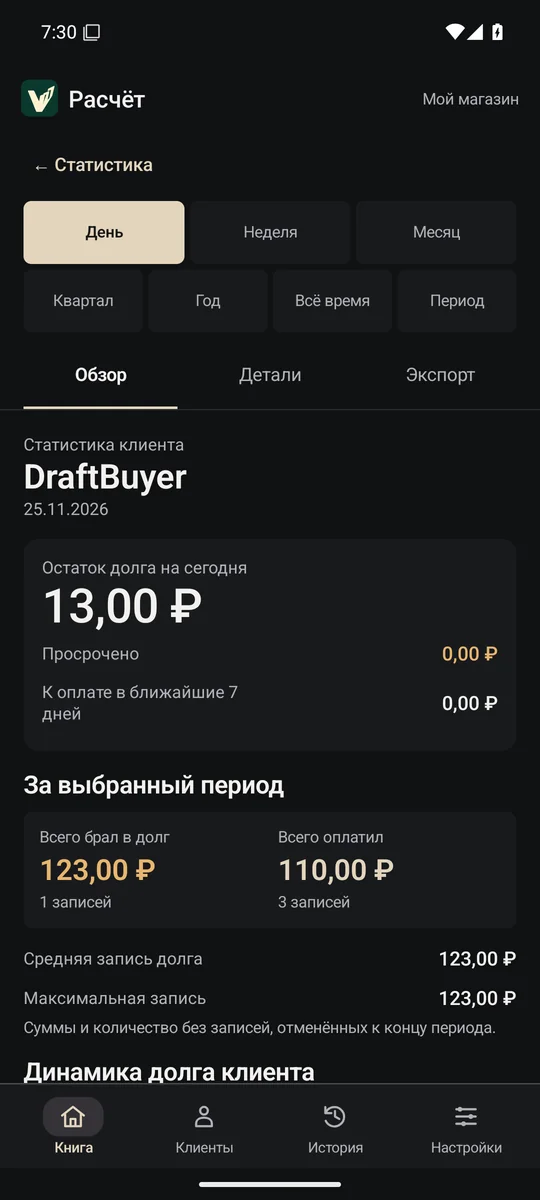 7:30
Расчёт
Мой магазин
← Статистика
День
Неделя
Месяц
Квартал
Год
Всё время
Период
Обзор
Детали
Экспорт
Статистика клиента
DraftBuyer
25.11.2026
Остаток долга на сегодня
13,00 ₽
Просрочено
0,00 ₽
К оплате в ближайшие 7
дней
0,00 ₽
За выбранный период
Всего брал в долг
Всего оплатил
123,00 ₽
110,00 ₽
1 записей
3 записей
Средняя запись долга
123,00 ₽
Максимальная запись
123,00 ₽
Суммы и количество без записей, отменённых к концу периода.
Динамика долга клиента
Книга
Клиенты
История
Настройки